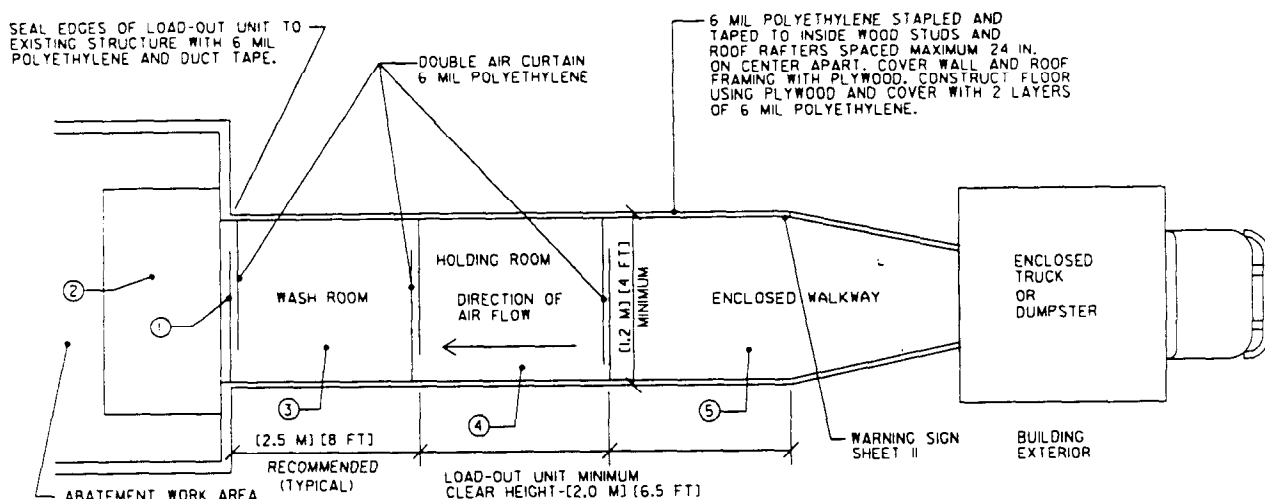 SEAL EDGES OF LOAD-OUT UNIT TO
EXISTING STRUCTURE WITH 6 MIL
POLYETHYLENE AND DUCT TAPE.
DOUBLE AIR CURTAIN
6 MIL POLYETHYLENE
6 MIL POLYETHYLENE STAPLED AND
TAPED TO INSIDE WOOD STUDS AND
ROOF RAFTERS SPACED MAXIMUM 24 IN.
ON CENTER APART. COVER WALL AND ROOF
FRAMING WITH PLYWOOD. CONSTRUCT FLOOR
USING PLYWOOD AND COVER WITH 2 LAYERS
OF 6 MIL POLYETHYLENE.
2
1
WASH ROOM
3
HOLDING ROOM
DIRECTION OF
AIR FLOW
4
[1.2 M] [4 FT]
MINIMUM
ENCLOSED WALKWAY
5
ENCLOSED
TRUCK
OR
DUMPSTER
[2.5 M] [8 FT]
RECOMMENDED
(TYPICAL)
LOAD-OUT UNIT MINIMUM
CLEAR HEIGHT-[2.0 M] [6.5 FT]
WARNING SIGN
SHEET 11
BUILDING
EXTERIOR
ABATEMENT WORK AREA